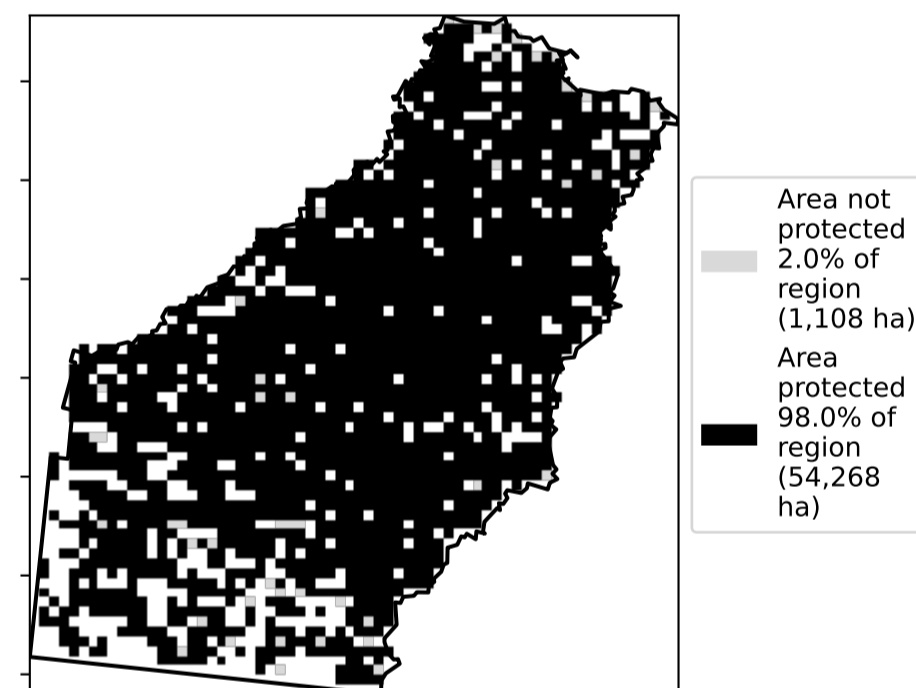 Area not
protected
2.0% of
region
(1,108 ha)
Area
protected
98.0% of
region
(54,268
ha)